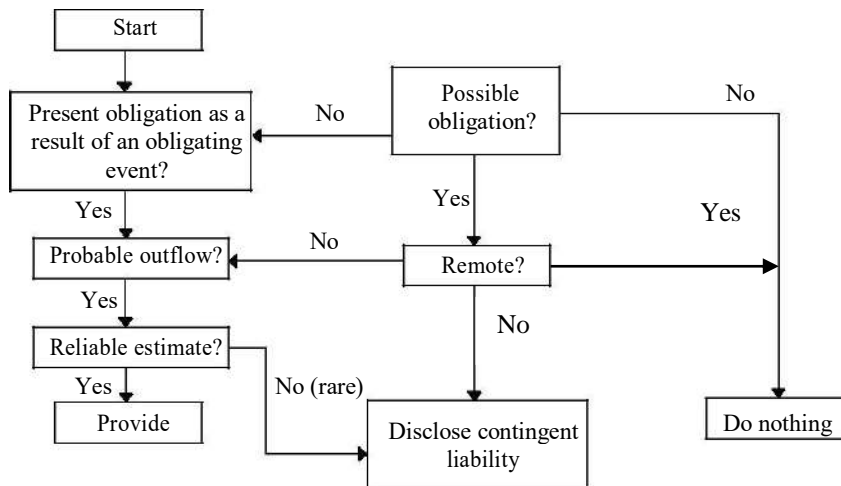 Start
Present obligation as a
result of an obligating
event?
No
Possible
obligation?
No
Yes
Yes
Yes
Probable outflow?
No
Remote?
Yes
No
Reliable estimate?
Yes
No (rare)
Provide
Disclose contingent
liability
Do nothing